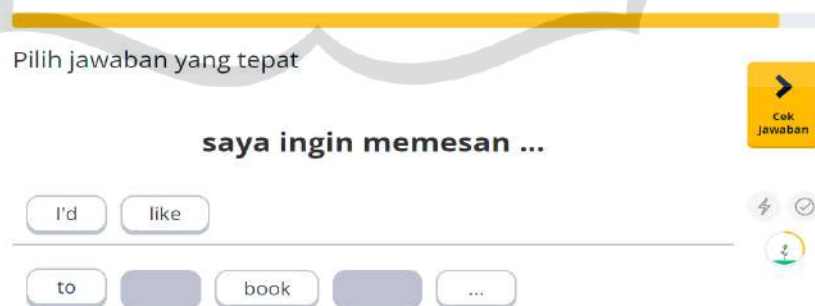 Pilih jawaban yang tepat
Cek
Jawaban
saya ingin memesan ...
I'd like
to book ...